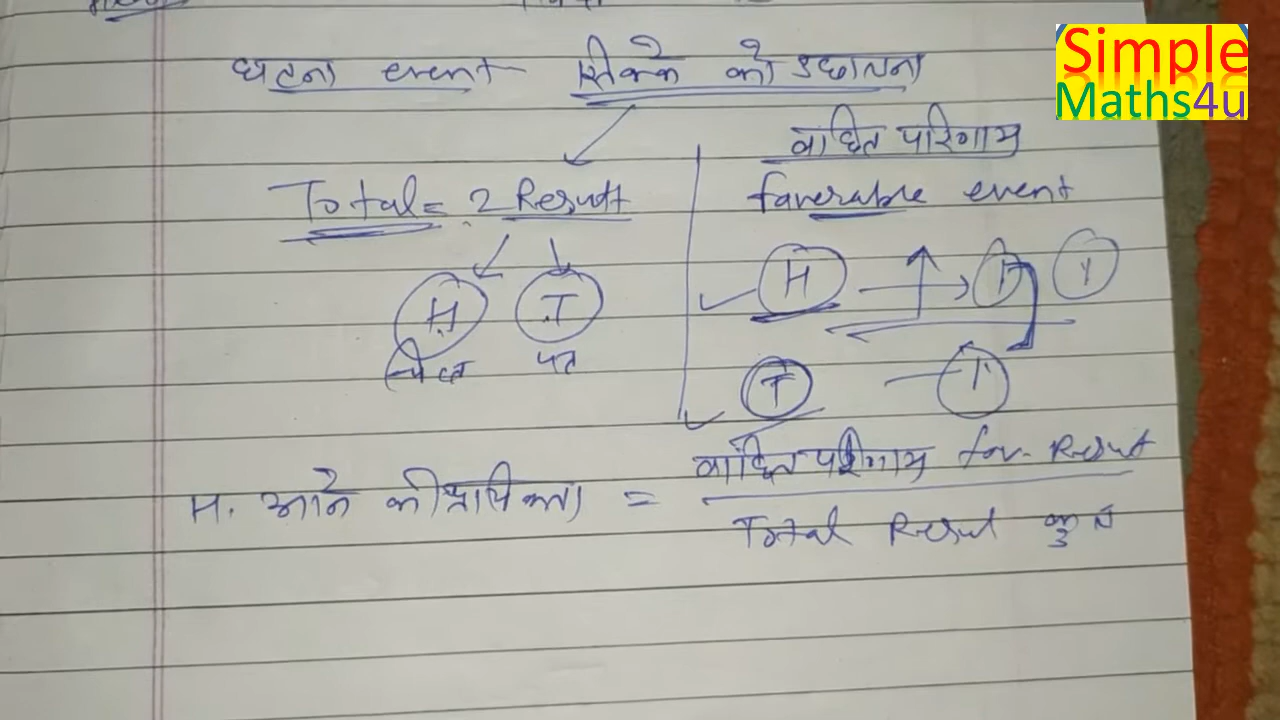 घटना event सिक्के को उछालना
Total = 2 Result
H T
चित पट
वांछित परिणाम
faverable event
H
T
H. आने की प्रायिकता = वांछित परिणाम fav. Result
Total Resul कुल
Simple
Maths4u